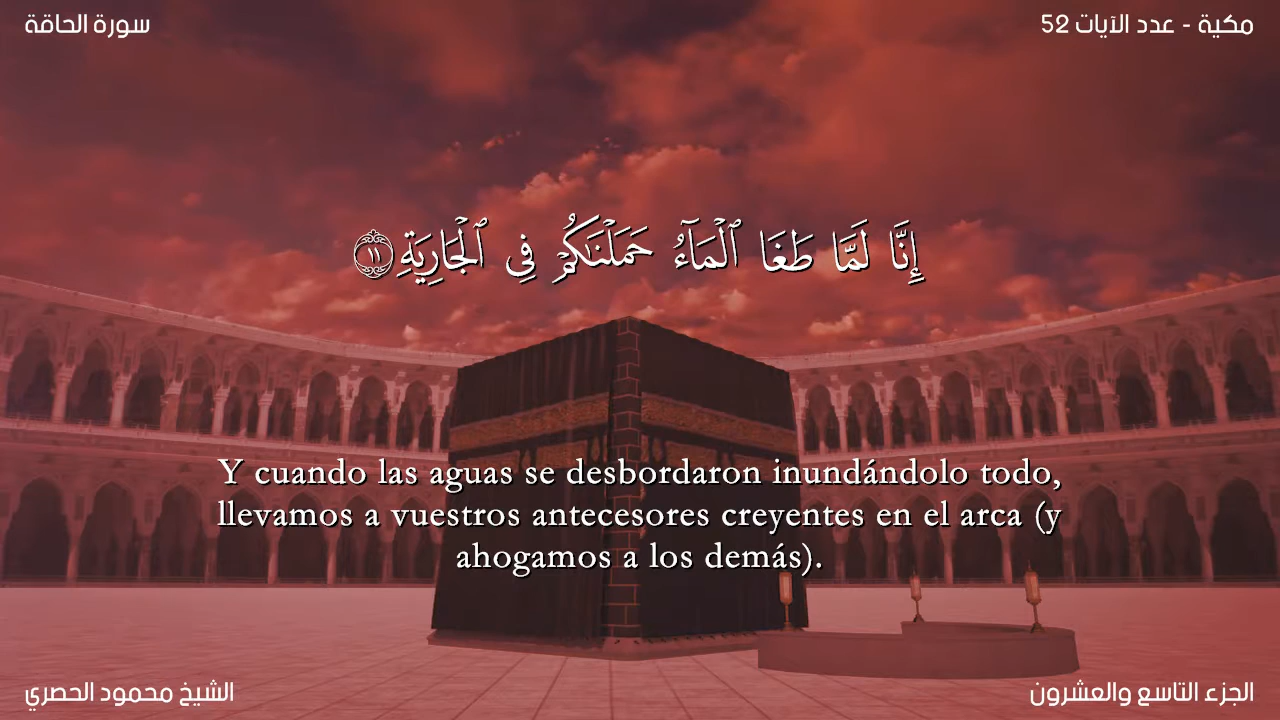 سورة الحاقة
مكية - عدد الآيات 52
إِنَّا لَمَّا طَغَا ٱلْمَآءُ حَمَلْنَـٰكُمْ فِى ٱلْجَارِيَةِ ١١
Y cuando las aguas se desbordaron inundándolo todo,
llevamos a vuestros antecesores creyentes en el arca (y
ahogamos a los demás).
الشيخ محمود الحصري
الجزء التاسع والعشرون